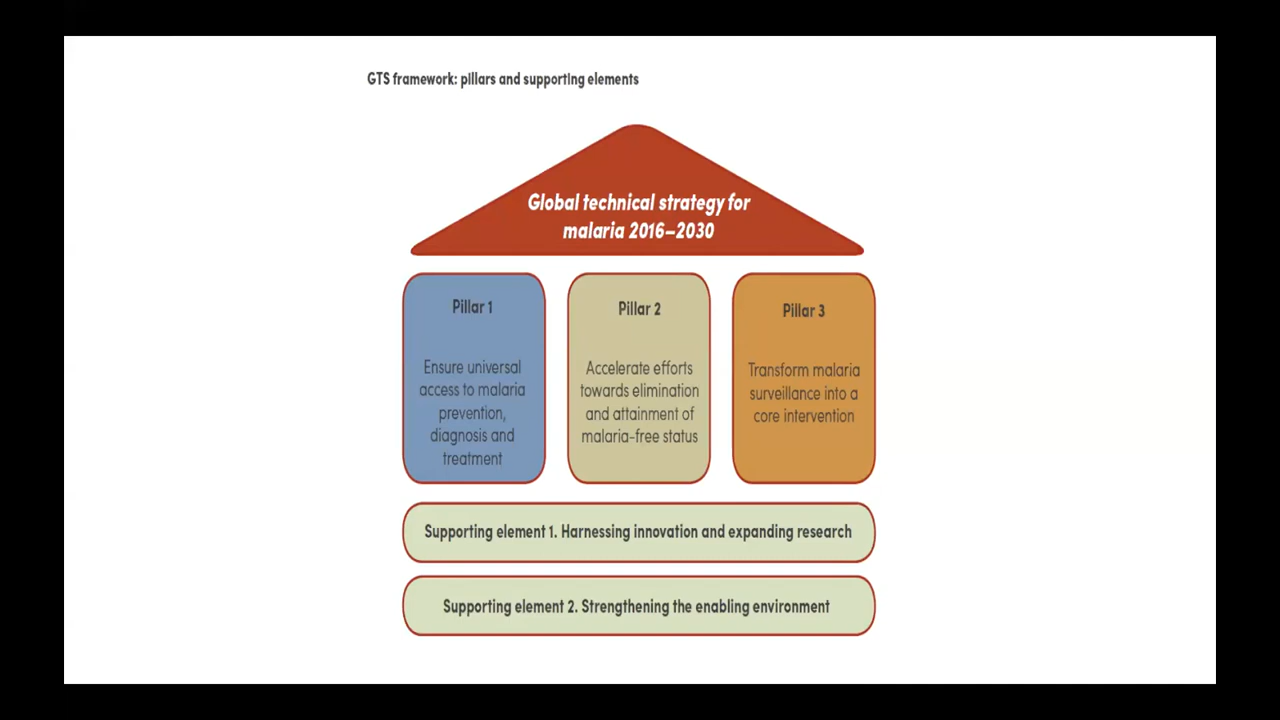 GTS framework: pillars and supporting elements
Global technical strategy for
malaria 2016–2030
Pillar 1
Ensure universal
access to malaria
prevention,
diagnosis and
treatment
Pillar 2
Accelerate efforts
towards elimination
and attainment of
malaria-free status
Pillar 3
Transform malaria
surveillance into a
core intervention
Supporting element 1. Harnessing innovation and expanding research
Supporting element 2. Strengthening the enabling environment